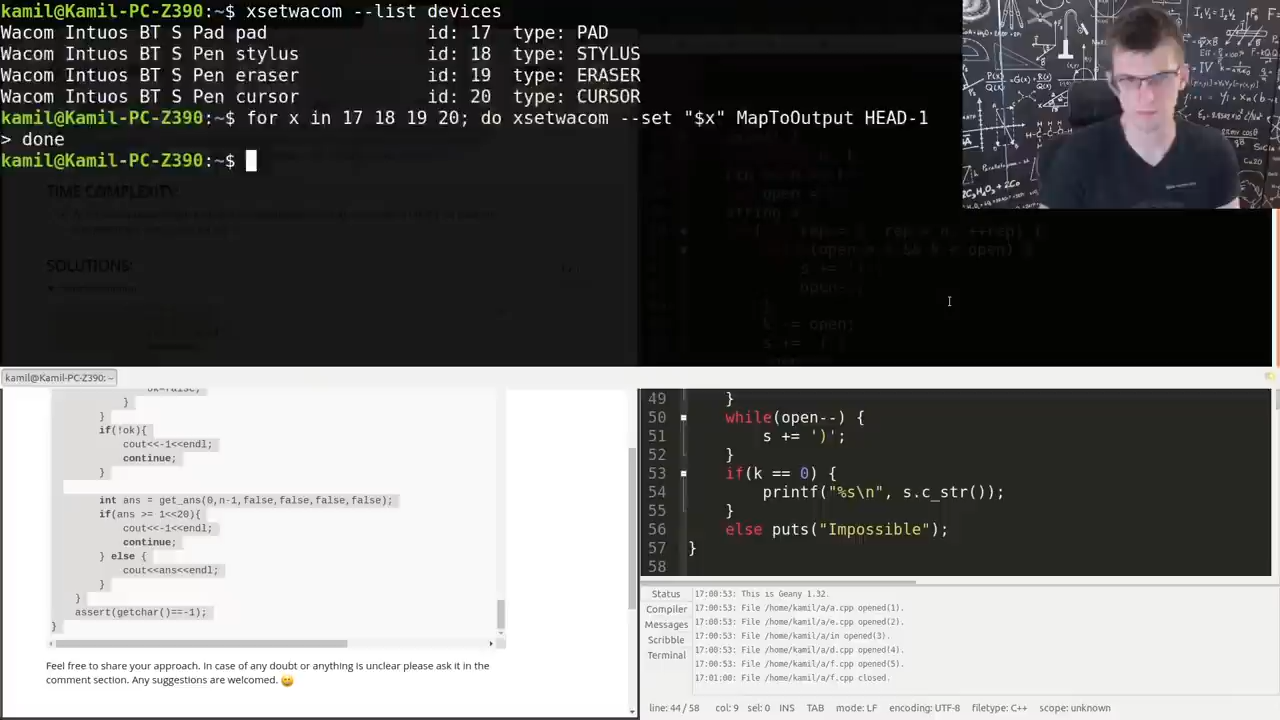 kamil@Kamil-PC-Z390:~$ xsetwacom --list devices
Wacom Intuos BT S Pad pad id: 17 type: PAD
Wacom Intuos BT S Pen stylus id: 18 type: STYLUS
Wacom Intuos BT S Pen eraser id: 19 type: ERASER
Wacom Intuos BT S Pen cursor id: 20 type: CURSOR
kamil@Kamil-PC-Z390:~$ for x in 17 18 19 20; do xsetwacom --set "$x" MapToOutput HEAD-1
> done
kamil@Kamil-PC-Z390:~$
TIME COMPLEXITY:
SOLUTIONS:
kamil@Kamil-PC-Z390: ~
}
}
if(!ok){
cout<<-1<<endl;
continue;
}
int ans = get_ans(0,n-1,false,false,false,false);
if(ans >= 1<<20){
cout<<-1<<endl;
continue;
} else {
cout<<ans<<endl;
}
}
assert(getchar()==-1);
}
Feel free to share your approach. In case of any doubt or anything is unclear please ask it in the
comment section. Any suggestions are welcomed. 😀
49 }
50 while(open--) {
51 s += ')';
52 }
53 if(k == 0) {
54 printf("%s\n", s.c_str());
55 }
56 else puts("Impossible");
57 }
58
Status
Compiler
Messages
Scribble
Terminal
17:00:53: This is Geany 1.32.
17:00:53: File /home/kamil/a/a.cpp opened(1).
17:00:53: File /home/kamil/a/e.cpp opened(2).
17:00:53: File /home/kamil/a/in opened(3).
17:00:53: File /home/kamil/a/d.cpp opened(4).
17:00:53: File /home/kamil/a/f.cpp opened(5).
17:01:00: File /home/kamil/a/f.cpp closed.
line: 44 / 58 col: 9 sel: 0 INS TAB mode: LF encoding: UTF-8 filetype: C++ scope: unknown